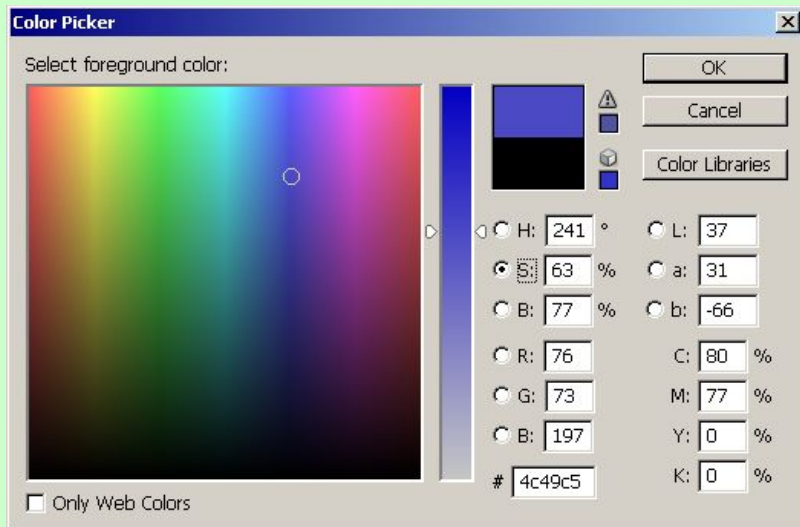 Color Picker
Select foreground color:
OK
Cancel
Color Libraries
H: 241 ° L: 37
S: 63 % a: 31
B: 77 % b: -66
R: 76 C: 80 %
G: 73 M: 77 %
B: 197 Y: 0 %
# 4c49c5 K: 0 %
Only Web Colors